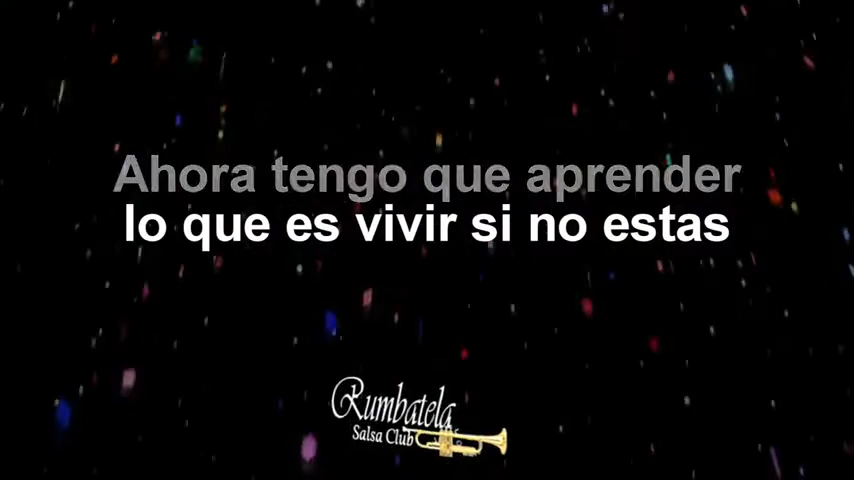 Ahora tengo que aprender
lo que es vivir si no estas
Rumbatela
Salsa Club